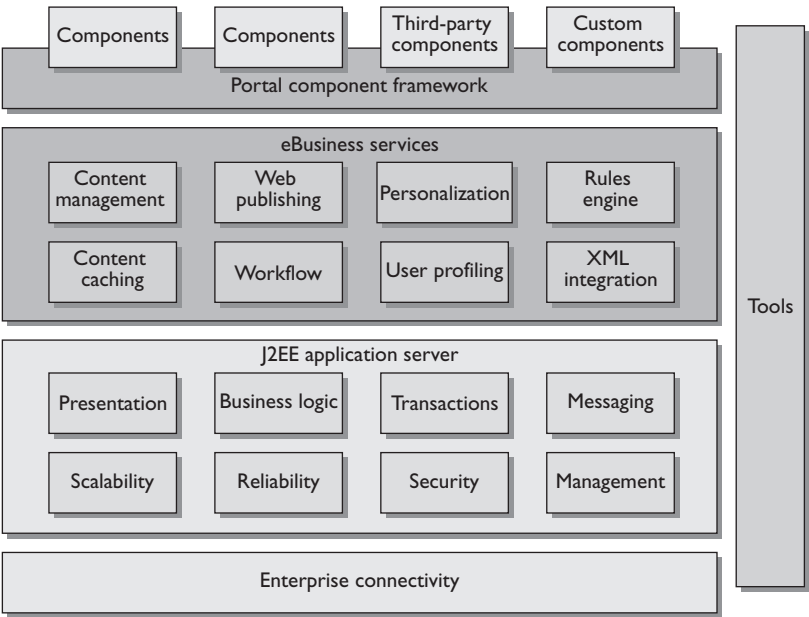 Components
Components
Third-party
components
Custom
components
Portal component framework
eBusiness services
Content
management
Web
publishing
Personalization
Rules
engine
Content
caching
Workflow
User profiling
XML
integration
J2EE application server
Presentation
Business logic
Transactions
Messaging
Scalability
Reliability
Security
Management
Enterprise connectivity
Tools